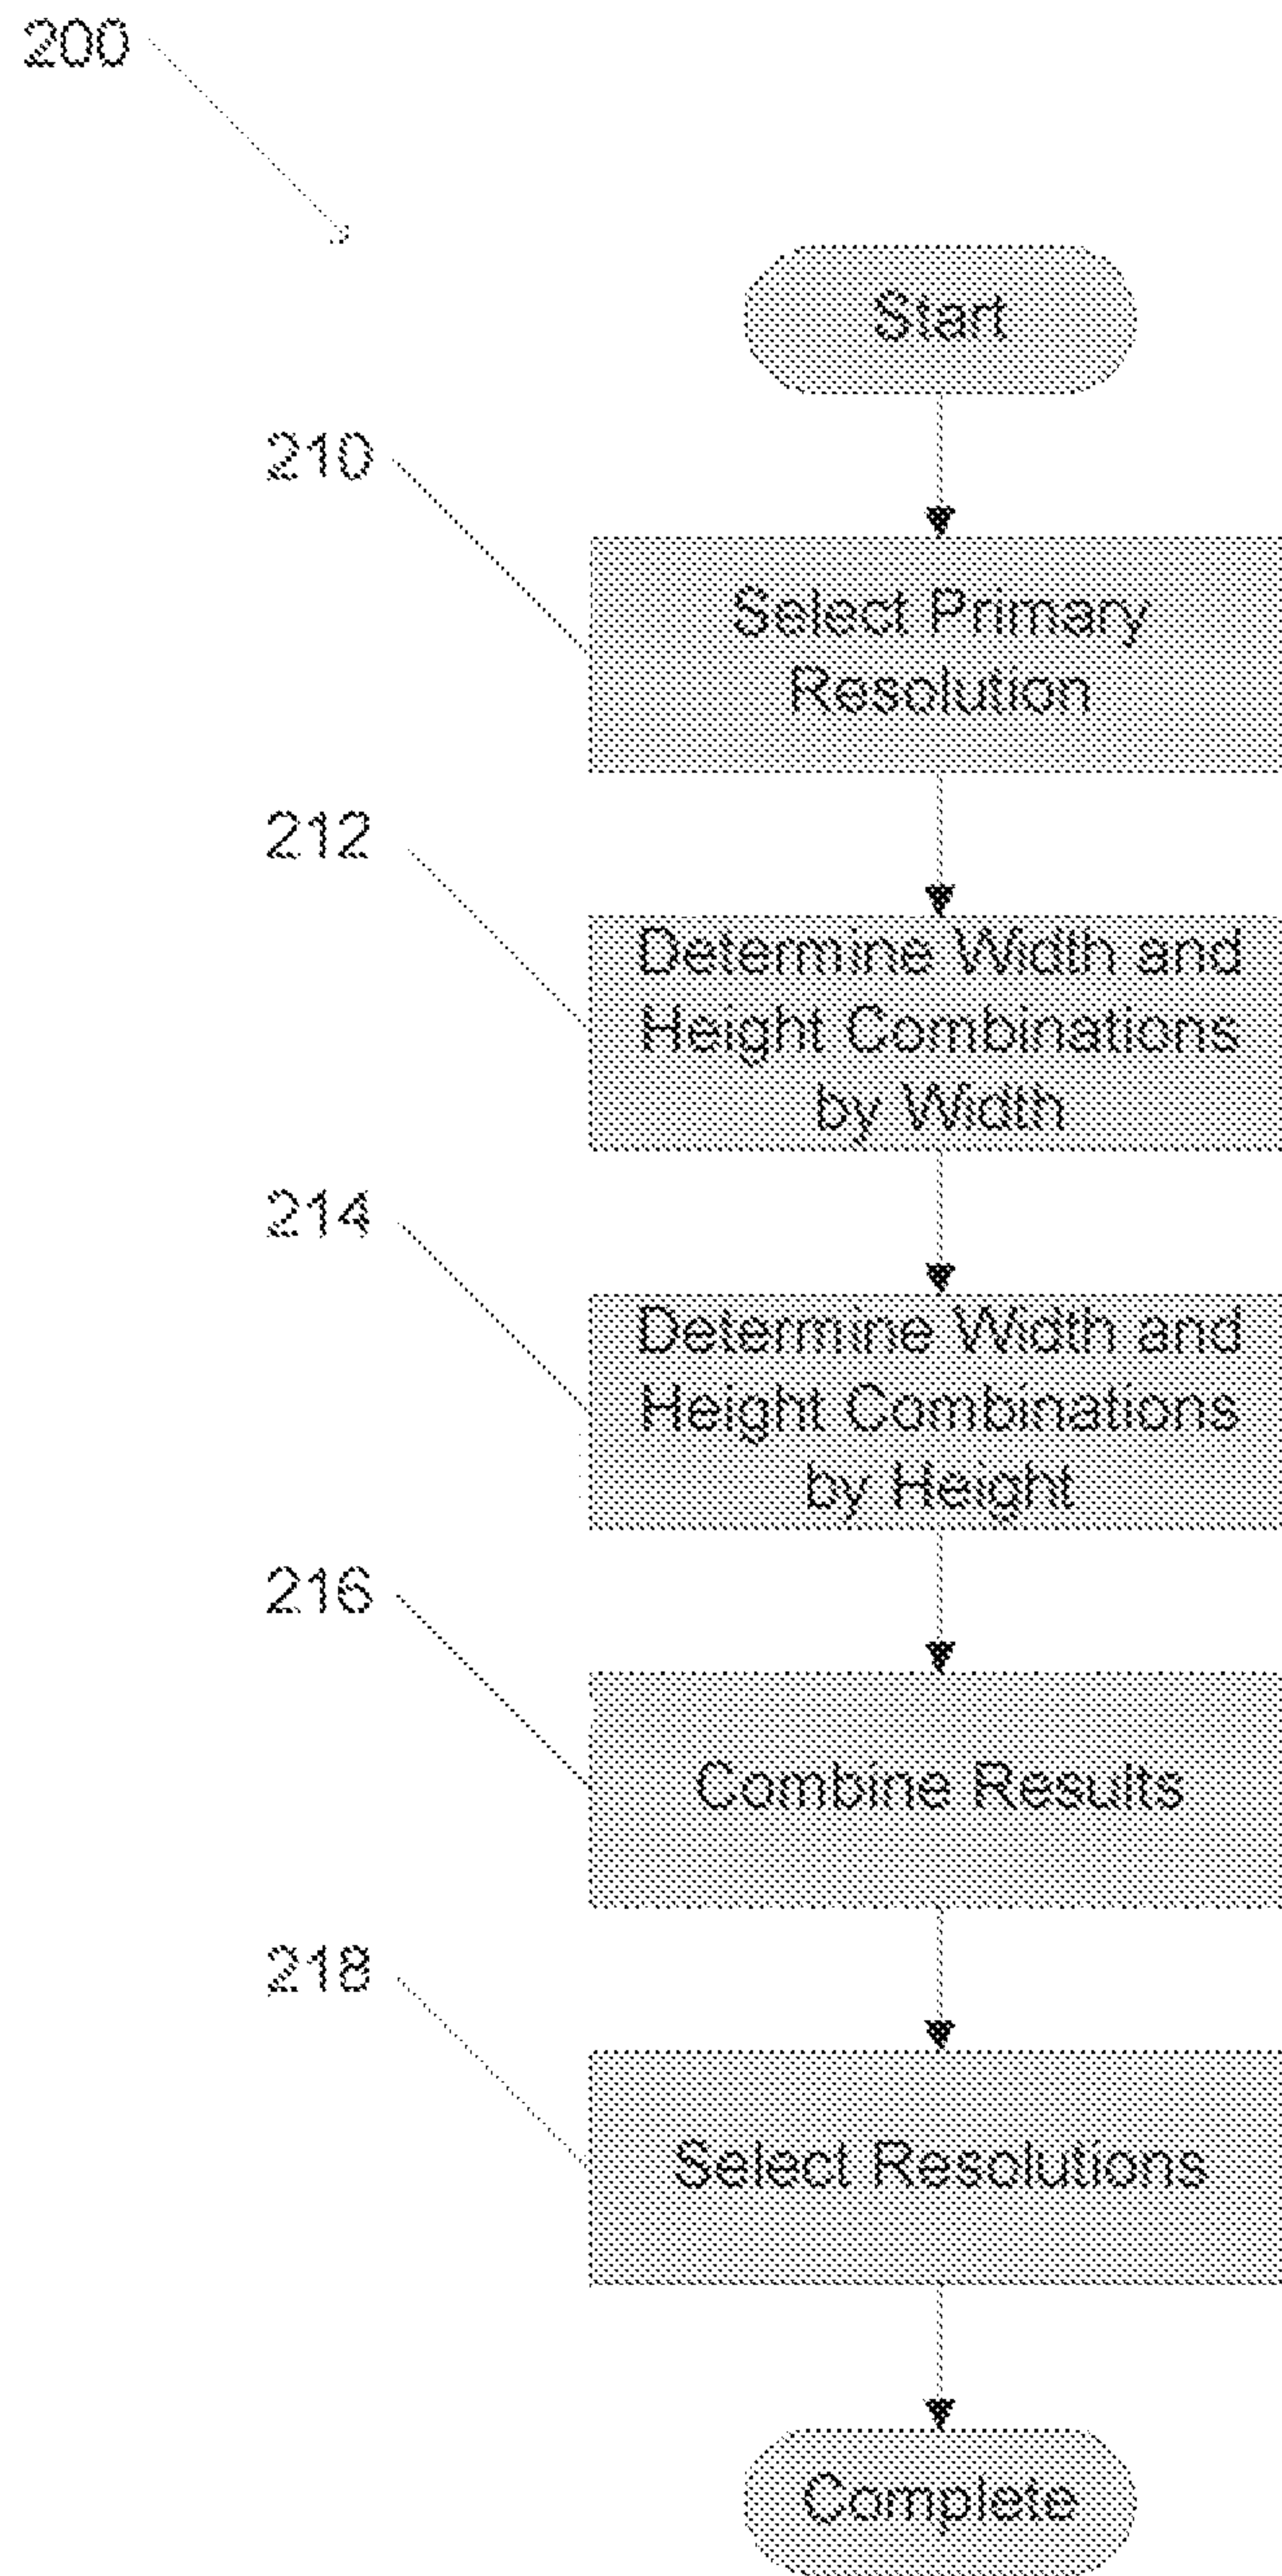 200
Start
210
Select Primary
Resolution
212
Determine Width and
Height Combinations
by Width
214
Determine Width and
Height Combinations
by Height
216
Combine Results
218
Select Resolutions
Complete